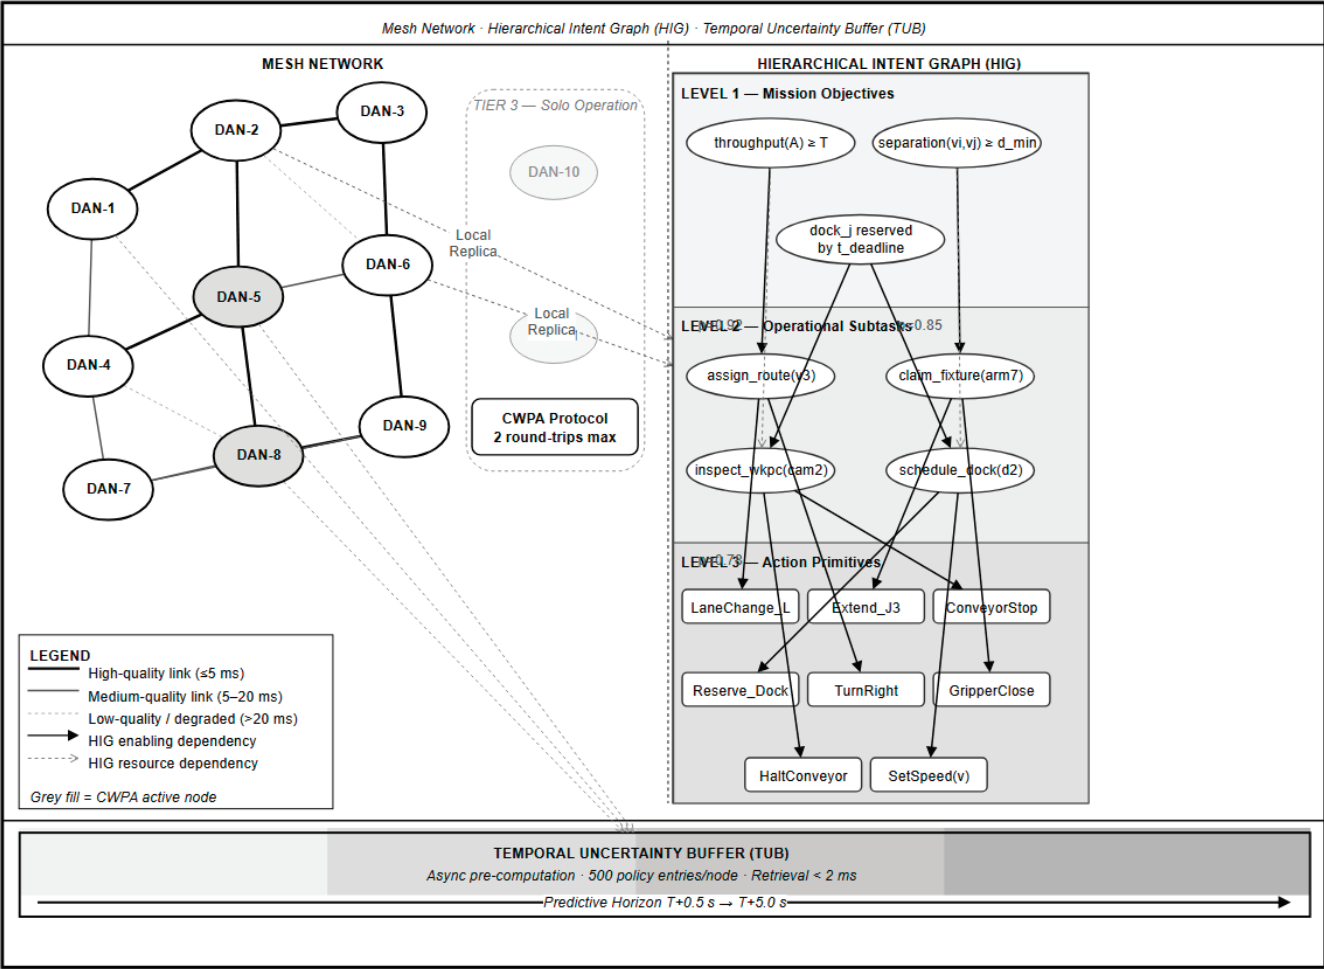 Mesh Network · Hierarchical Intent Graph (HIG) · Temporal Uncertainty Buffer (TUB)
MESH NETWORK
DAN-1
DAN-2
DAN-3
DAN-4
DAN-5
DAN-6
DAN-7
DAN-8
DAN-9
TIER 3 — Solo Operation
DAN-10
Local
Replica
Local
Replica
CWPA Protocol
2 round-trips max
HIERARCHICAL INTENT GRAPH (HIG)
LEVEL 1 — Mission Objectives
throughput(A) ≥ T
separation(vi,vj) ≥ d_min
dock_j reserved
by t_deadline
LEVEL 2 — Operational Subtasks
p=0.92
0.85
assign_route(v3)
claim_fixture(arm7)
inspect_wkpc(cam2)
schedule_dock(d2)
LEVEL 3 — Action Primitives
p=0.78
LaneChange_L
Extend_J3
ConveyorStop
Reserve_Dock
TurnRight
GripperClose
HaltConveyor
SetSpeed(v)
LEGEND
High-quality link (≤5 ms)
Medium-quality link (5–20 ms)
Low-quality / degraded (>20 ms)
HIG enabling dependency
HIG resource dependency
Grey fill = CWPA active node
TEMPORAL UNCERTAINTY BUFFER (TUB)
Async pre-computation · 500 policy entries/node · Retrieval < 2 ms
Predictive Horizon T+0.5 s → T+5.0 s